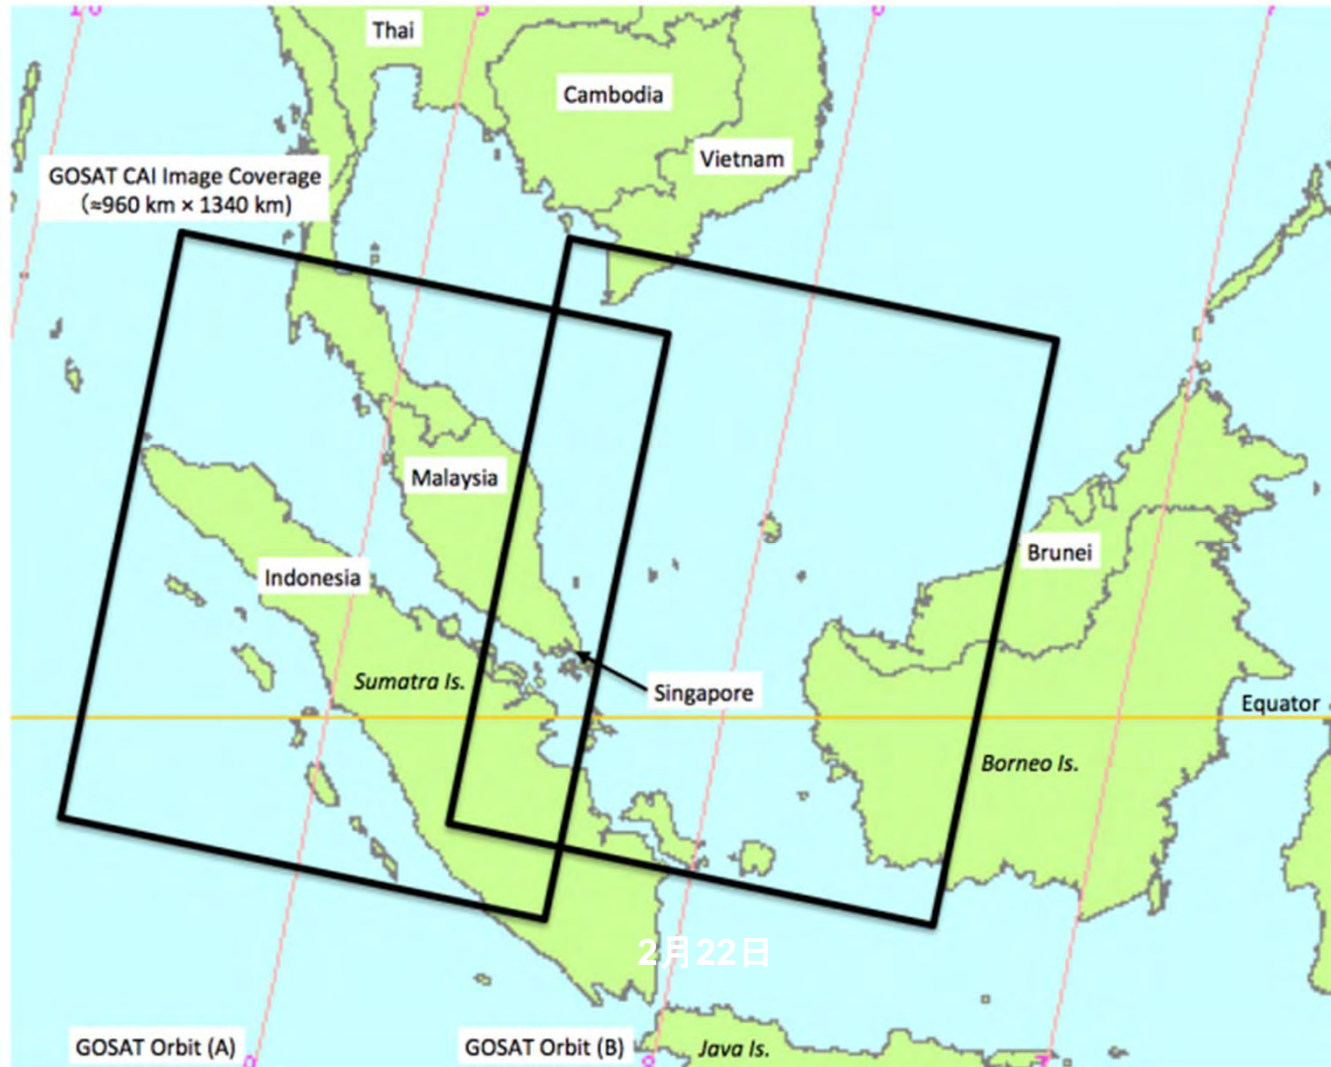 Thai
Cambodia
Vietnam
GOSAT CAI Image Coverage
(≈960 km × 1340 km)
Malaysia
Brunei
Indonesia
Sumatra Is.
Singapore
Equator
Borneo Is.
2月22日
GOSAT Orbit (A)
GOSAT Orbit (B)
Java Is.